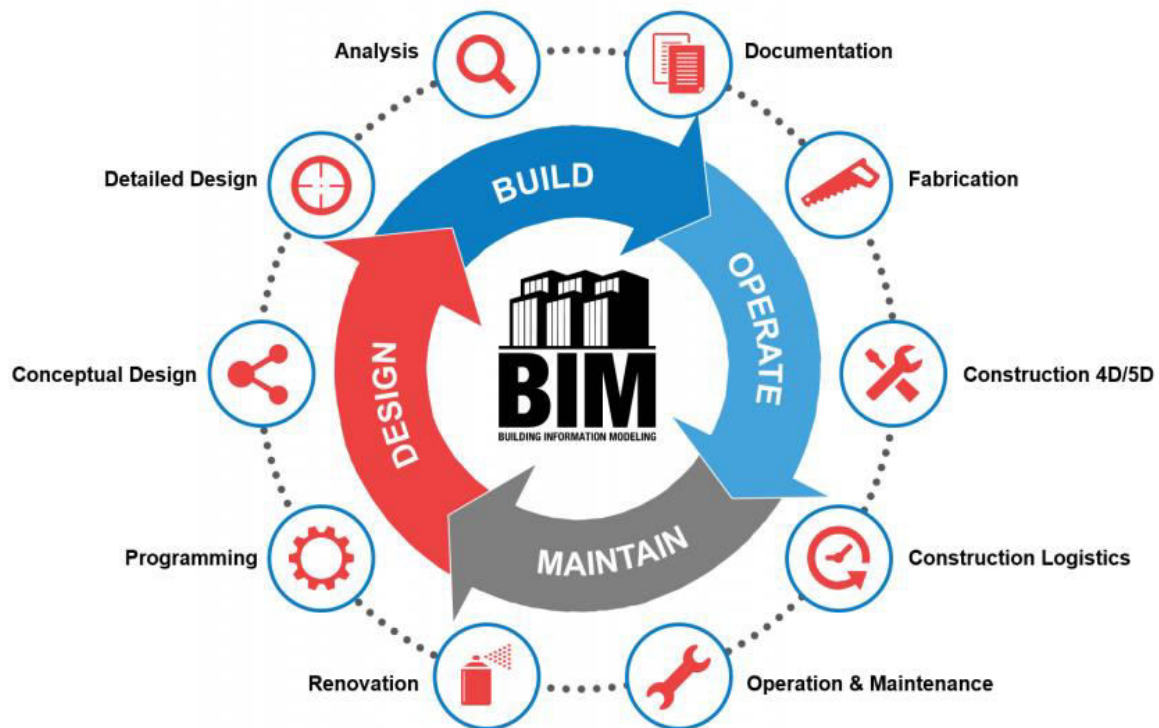 Analysis
Documentation
Detailed Design
Fabrication
BUILD
OPERATE
Conceptual Design
Construction 4D/5D
DESIGN
BIM
BUILDING INFORMATION MODELING
MAINTAIN
Programming
Construction Logistics
Renovation
Operation & Maintenance